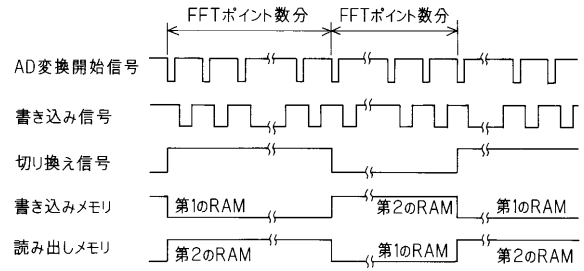 FFTポイント数分 FFTポイント数分
AD変換開始信号
書き込み信号
切り換え信号
書き込みメモリ 第1のRAM 第2のRAM 第1のRAM
読み出しメモリ 第2のRAM 第1のRAM 第2のRAM